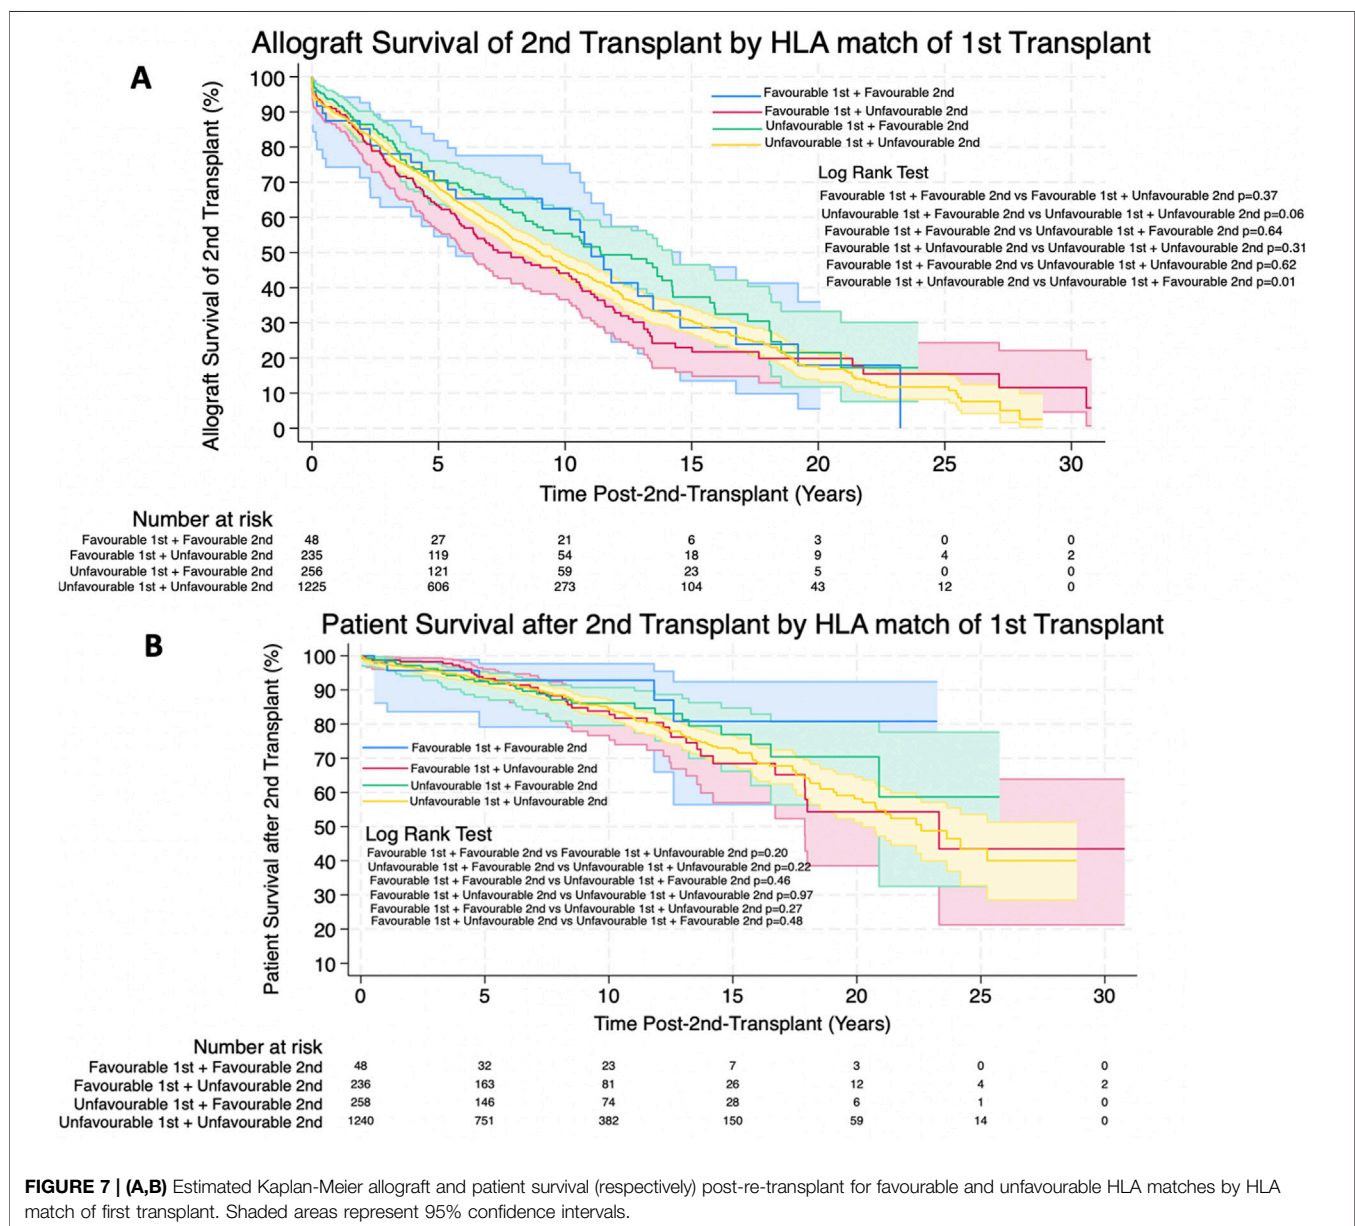 Allograft Survival of 2nd Transplant by HLA match of 1st Transplant
A
Allograft Survival of 2nd Transplant (%)
100
90
80
70
60
50
40
30
20
10
0
Favourable 1st + Favourable 2nd
Favourable 1st + Unfavourable 2nd
Unfavourable 1st + Favourable 2nd
Unfavourable 1st + Unfavourable 2nd
Log Rank Test
Favourable 1st + Favourable 2nd vs Favourable 1st + Unfavourable 2nd p=0.37
Unfavourable 1st + Favourable 2nd vs Unfavourable 1st + Unfavourable 2nd p=0.06
Favourable 1st + Favourable 2nd vs Unfavourable 1st + Favourable 2nd p=0.64
Favourable 1st + Unfavourable 2nd vs Unfavourable 1st + Unfavourable 2nd p=0.31
Favourable 1st + Favourable 2nd vs Unfavourable 1st + Unfavourable 2nd p=0.62
Favourable 1st + Unfavourable 2nd vs Unfavourable 1st + Favourable 2nd p=0.01
0 5 10 15 20 25 30
Time Post-2nd-Transplant (Years)
Number at risk
Favourable 1st + Favourable 2nd 48 27 21 6 3 0 0
Favourable 1st + Unfavourable 2nd 235 119 54 18 9 4 2
Unfavourable 1st + Favourable 2nd 256 121 59 23 5 0 0
Unfavourable 1st + Unfavourable 2nd 1225 606 273 104 43 12 0
Patient Survival after 2nd Transplant by HLA match of 1st Transplant
B
Patient Survival after 2nd Transplant (%)
100
90
80
70
60
50
40
30
20
10
Favourable 1st + Favourable 2nd
Favourable 1st + Unfavourable 2nd
Unfavourable 1st + Favourable 2nd
Unfavourable 1st + Unfavourable 2nd
Log Rank Test
Favourable 1st + Favourable 2nd vs Favourable 1st + Unfavourable 2nd p=0.20
Unfavourable 1st + Favourable 2nd vs Unfavourable 1st + Unfavourable 2nd p=0.22
Favourable 1st + Favourable 2nd vs Unfavourable 1st + Favourable 2nd p=0.46
Favourable 1st + Unfavourable 2nd vs Unfavourable 1st + Unfavourable 2nd p=0.97
Favourable 1st + Favourable 2nd vs Unfavourable 1st + Unfavourable 2nd p=0.27
Favourable 1st + Unfavourable 2nd vs Unfavourable 1st + Favourable 2nd p=0.48
0 5 10 15 20 25 30
Time Post-2nd-Transplant (Years)
Number at risk
Favourable 1st + Favourable 2nd 48 32 23 7 3 0 0
Favourable 1st + Unfavourable 2nd 236 163 81 26 12 4 2
Unfavourable 1st + Favourable 2nd 258 146 74 28 6 1 0
Unfavourable 1st + Unfavourable 2nd 1240 751 382 150 59 14 0
FIGURE 7 | (A,B) Estimated Kaplan-Meier allograft and patient survival (respectively) post-re-transplant for favourable and unfavourable HLA matches by HLA
match of first transplant. Shaded areas represent 95% confidence intervals.